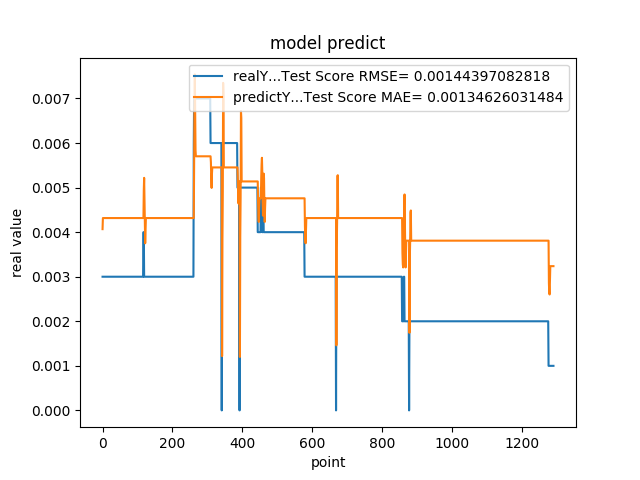 model predict
realY...Test Score RMSE= 0.00144397082818
predictY...Test Score MAE= 0.00134626031484
real value
0.007
0.006
0.005
0.004
0.003
0.002
0.001
0.000
0 200 400 600 800 1000 1200
point